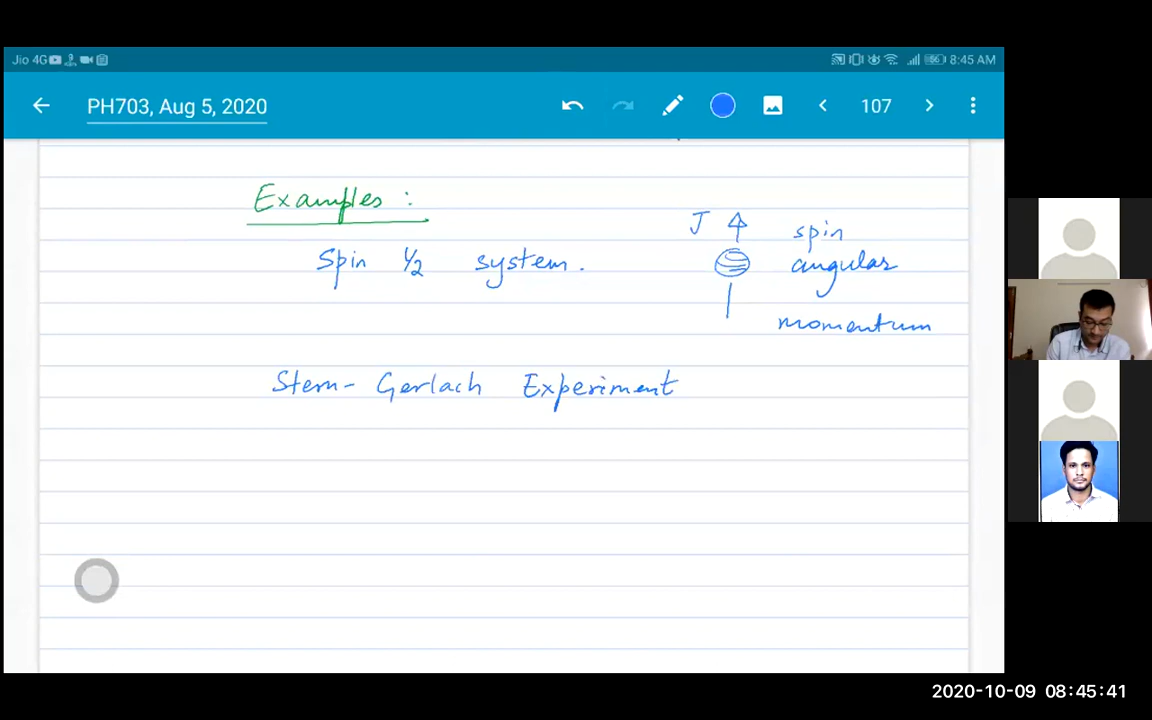 Jio 4G 8:45 AM
PH703, Aug 5, 2020 107
Examples :
Spin 1/2 system.
J spin
angular
momentum
Stern- Gerlach Experiment
2020-10-09 08:45:41